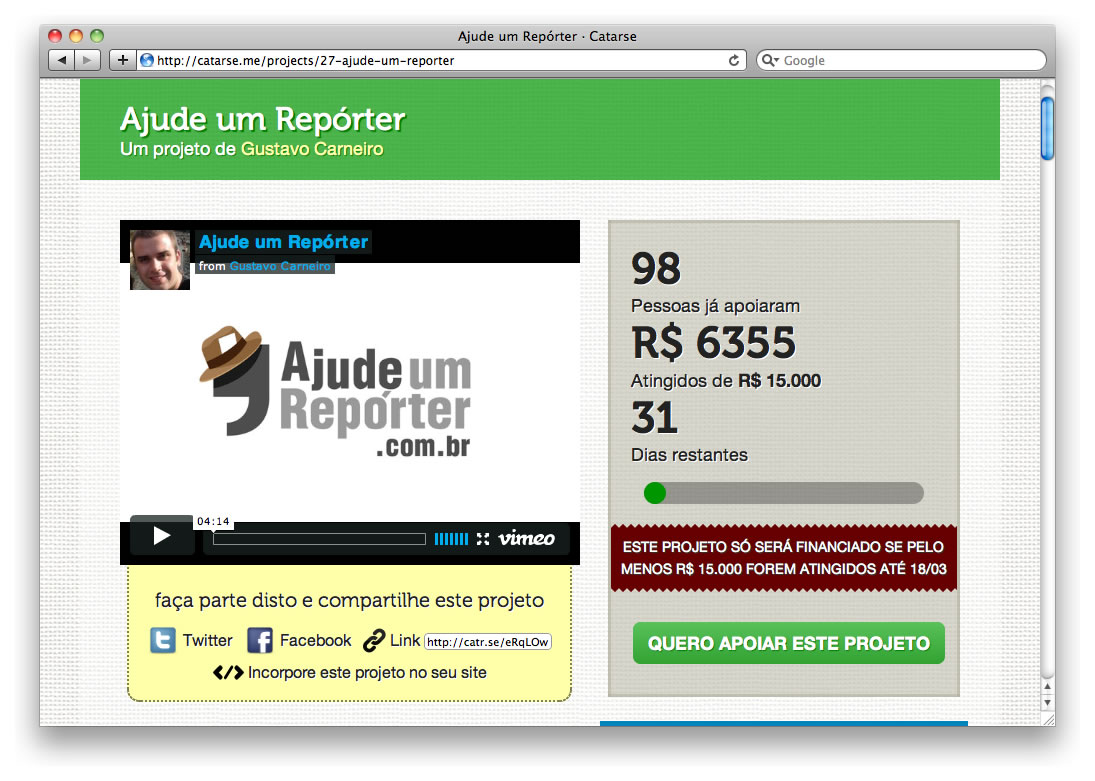 Ajude um Repórter · Catarse
http://catarse.me/projects/27-ajude-um-reporter
Google
Ajude um Repórter
Um projeto de Gustavo Carneiro
Ajude um Repórter
from Gustavo Carneiro
Ajude um
Repórter
.com.br
04:14
vimeo
faça parte disto e compartilhe este projeto
Twitter Facebook Link http://catr.se/eRqLOw
Incorpore este projeto no seu site
98
Pessoas já apoiaram
R$ 6355
Atingidos de R$ 15.000
31
Dias restantes
ESTE PROJETO SÓ SERÁ FINANCIADO SE PELO
MENOS R$ 15.000 FOREM ATINGIDOS ATÉ 18/03
QUERO APOIAR ESTE PROJETO